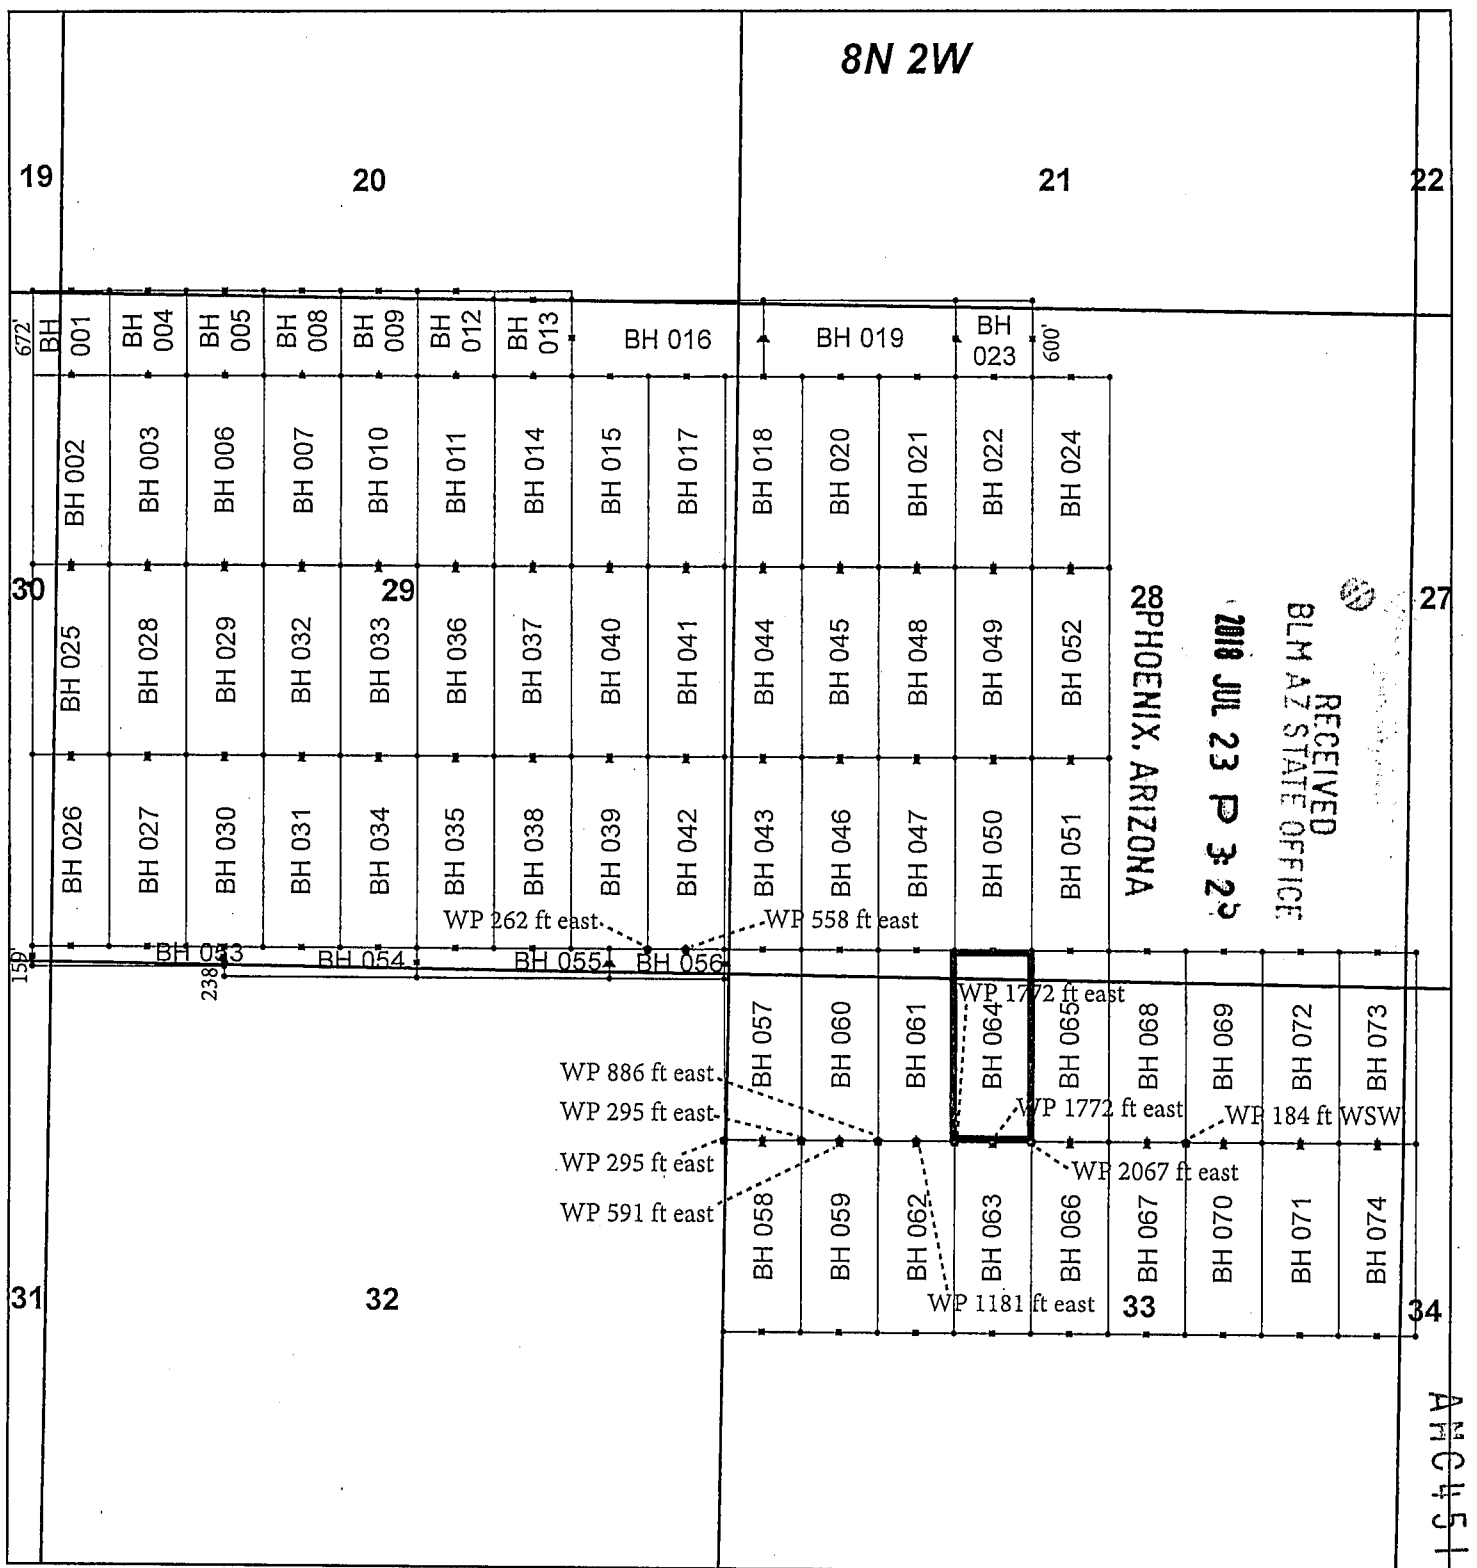 8N 2W
19
20
21
22
672'
BH 001
BH 004
BH 005
BH 008
BH 009
BH 012
BH 013
BH 016
BH 019
BH 023
600'
BH 002
BH 003
BH 006
BH 007
BH 010
BH 011
BH 014
BH 015
BH 017
BH 018
BH 020
BH 021
BH 022
BH 024
30
29
28
27
BH 025
BH 028
BH 029
BH 032
BH 033
BH 036
BH 037
BH 040
BH 041
BH 044
BH 045
BH 048
BH 049
BH 052
RECEIVED
BLM AZ STATE OFFICE
2018 JUL 23 P 3:25
PHOENIX, ARIZONA
BH 026
BH 027
BH 030
BH 031
BH 034
BH 035
BH 038
BH 039
BH 042
BH 043
BH 046
BH 047
BH 050
BH 051
WP 262 ft east
WP 558 ft east
159
BH 053
238
BH 054
BH 055
BH 056
WP 1772 ft east
BH 057
BH 060
BH 061
BH 064
BH 065
BH 068
BH 069
BH 072
BH 073
WP 886 ft east
WP 295 ft east
WP 1772 ft east
WP 184 ft WSW
WP 295 ft east
WP 2067 ft east
WP 591 ft east
BH 058
BH 059
BH 062
BH 063
BH 066
BH 067
BH 070
BH 071
BH 074
WP 1181 ft east
31
32
33
34
AMC451